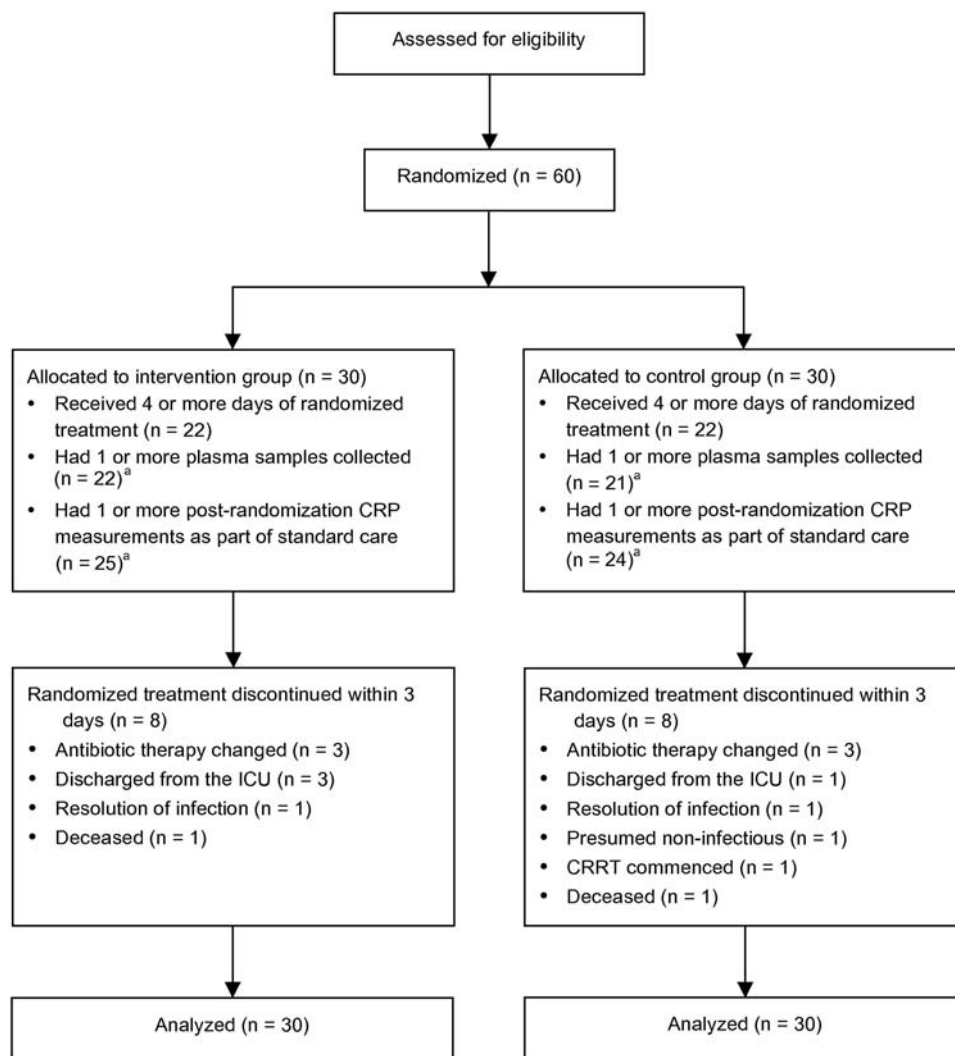 Assessed for eligibility
Randomized (n = 60)
Allocated to intervention group (n = 30)
• Received 4 or more days of randomized
treatment (n = 22)
• Had 1 or more plasma samples collected
(n = 22)a
• Had 1 or more post-randomization CRP
measurements as part of standard care
(n = 25)a
Allocated to control group (n = 30)
• Received 4 or more days of randomized
treatment (n = 22)
• Had 1 or more plasma samples collected
(n = 21)a
• Had 1 or more post-randomization CRP
measurements as part of standard care
(n = 24)a
Randomized treatment discontinued within 3
days (n = 8)
• Antibiotic therapy changed (n = 3)
• Discharged from the ICU (n = 3)
• Resolution of infection (n = 1)
• Deceased (n = 1)
Randomized treatment discontinued within 3
days (n = 8)
• Antibiotic therapy changed (n = 3)
• Discharged from the ICU (n = 1)
• Resolution of infection (n = 1)
• Presumed non-infectious (n = 1)
• CRRT commenced (n = 1)
• Deceased (n = 1)
Analyzed (n = 30)
Analyzed (n = 30)